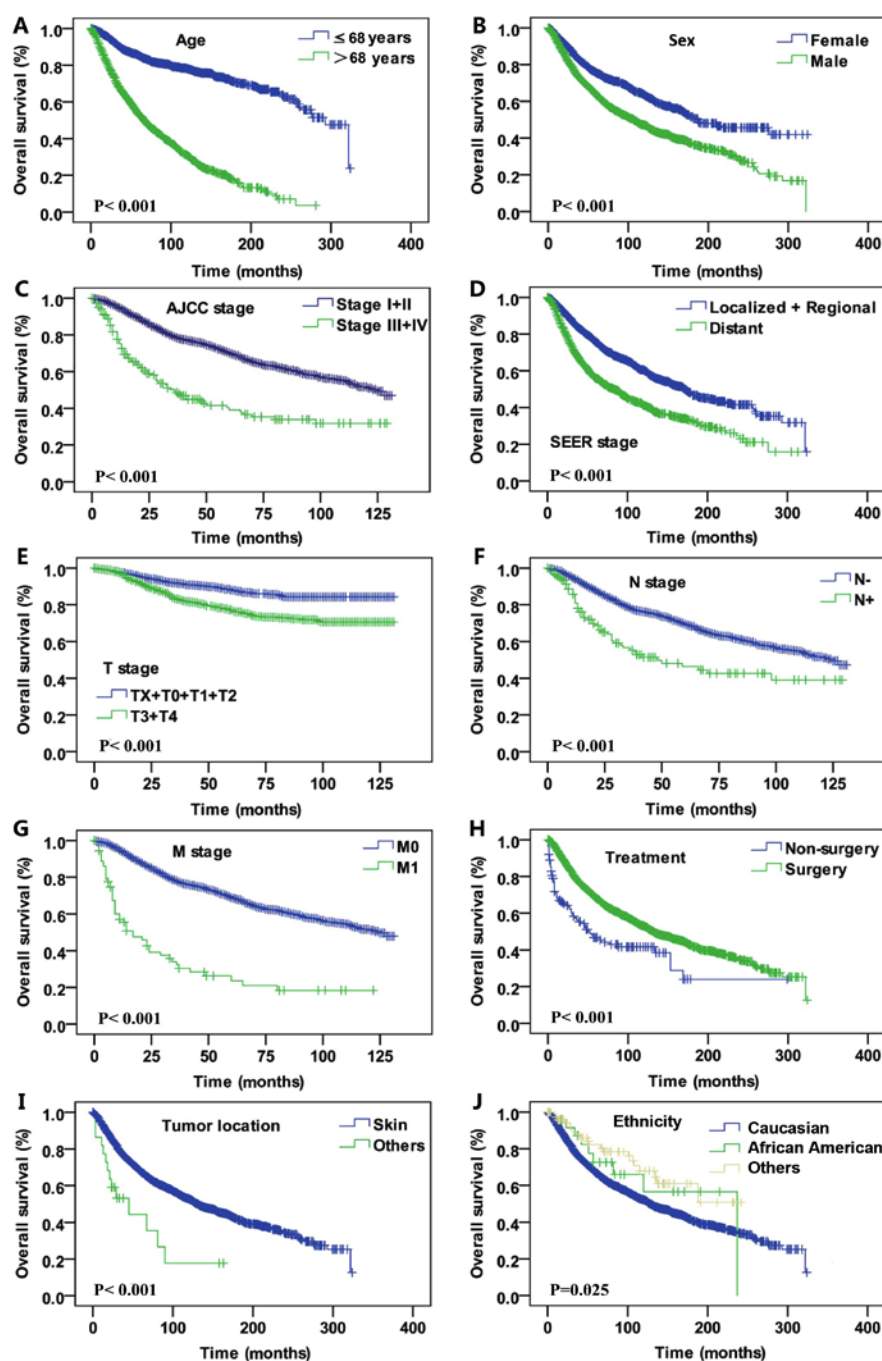 A
Overall survival (%)
1.0
0.8
0.6
0.4
0.2
0.0
Age
≤ 68 years
>68 years
P< 0.001
0 100 200 300 400
Time (months)
B
Overall survival (%)
1.0
0.8
0.6
0.4
0.2
0.0
Sex
Female
Male
P< 0.001
0 100 200 300 400
Time (months)
C
Overall survival (%)
1.0
0.8
0.6
0.4
0.2
0.0
AJCC stage
Stage I+II
Stage III+IV
P< 0.001
0 25 50 75 100 125
Time (months)
D
Overall survival (%)
1.0
0.8
0.6
0.4
0.2
0.0
Localized + Regional
Distant
SEER stage
P< 0.001
0 100 200 300 400
Time (months)
E
Overall survival (%)
1.0
0.8
0.6
0.4
0.2
0.0
T stage
TX+T0+T1+T2
T3+T4
P< 0.001
0 25 50 75 100 125
Time (months)
F
Overall survival (%)
1.0
0.8
0.6
0.4
0.2
0.0
N stage
N-
N+
P< 0.001
0 25 50 75 100 125
Time (months)
G
Overall survival (%)
1.0
0.8
0.6
0.4
0.2
0.0
M stage
M0
M1
P< 0.001
0 25 50 75 100 125
Time (months)
H
Overall survival (%)
1.0
0.8
0.6
0.4
0.2
0.0
Treatment
Non-surgery
Surgery
P< 0.001
0 100 200 300 400
Time (months)
I
Overall survival (%)
1.0
0.8
0.6
0.4
0.2
0.0
Tumor location
Skin
Others
P< 0.001
0 100 200 300 400
Time (months)
J
Overall survival (%)
1.0
0.8
0.6
0.4
0.2
0.0
Ethnicity
Caucasian
African American
Others
P=0.025
0 100 200 300 400
Time (months)